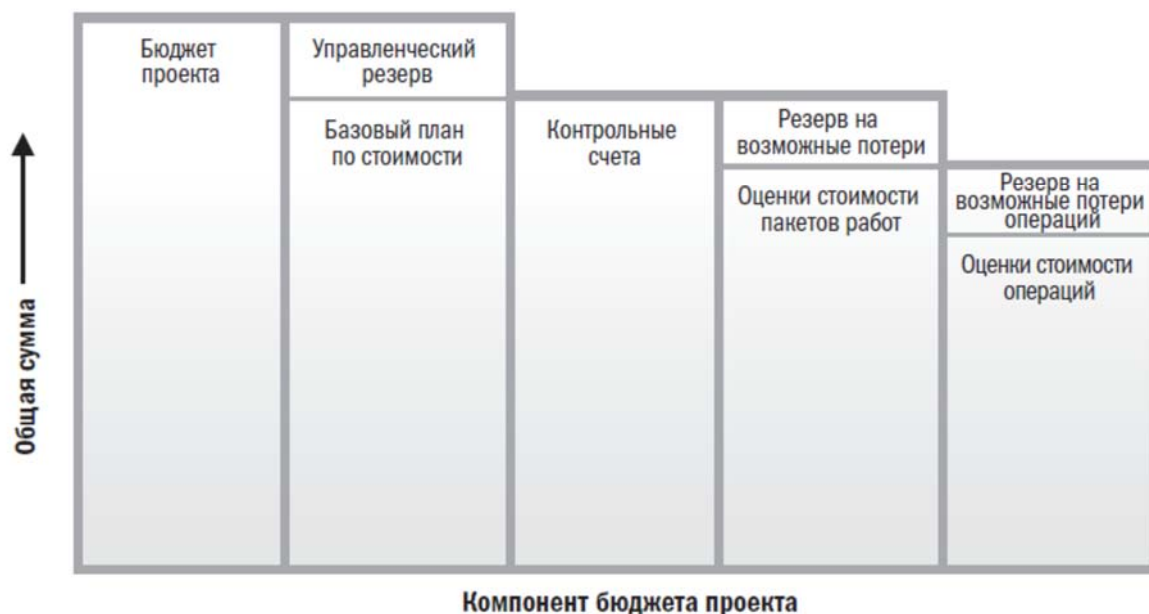 Бюджет
проекта
Управленческий
резерв
Базовый план
по стоимости
Контрольные
счета
Резерв на
возможные потери
Оценки стоимости
пакетов работ
Резерв на
возможные потери
операций
Оценки стоимости
операций
Общая сумма
Компонент бюджета проекта